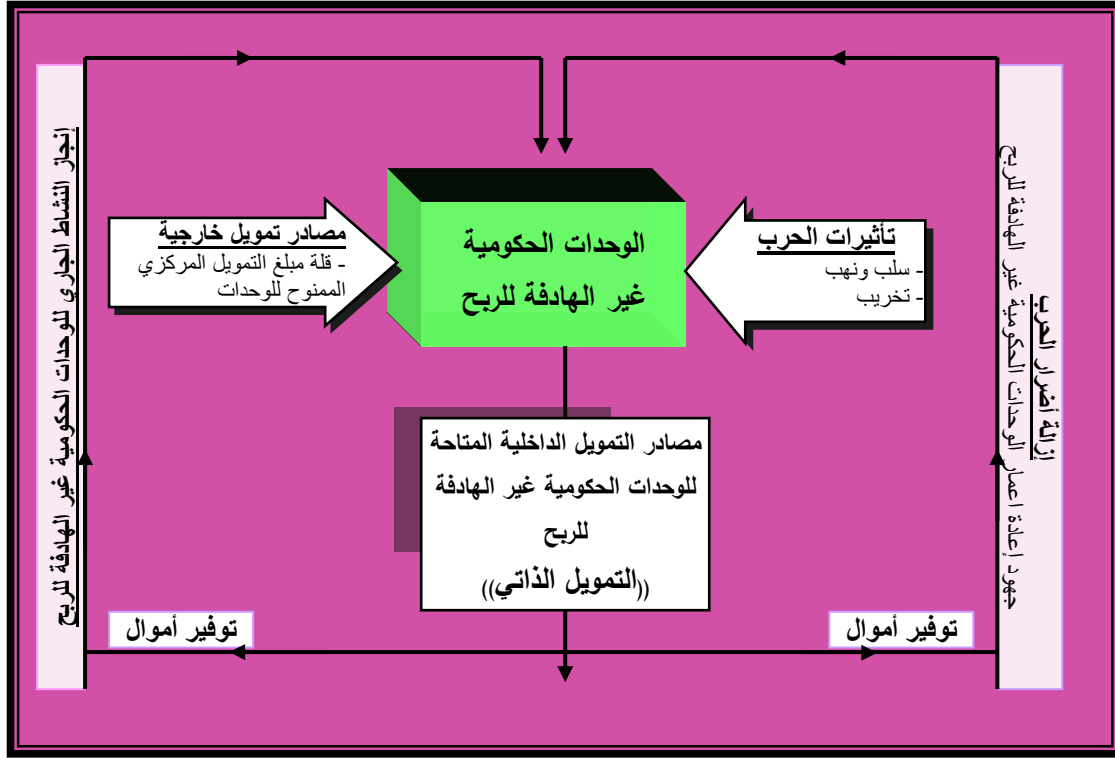 إزالة أضرار الحرب
جهود إعادة اعمار الوحدات الحكومية غير الهادفة للربح
تأثيرات الحرب
- سلب ونهب
- تخريب
الوحدات الحكومية
غير الهادفة للربح
مصادر تمويل خارجية
- قلة مبلغ التمويل المركزي
الممنوح للوحدات
إنجاز النشاط الجاري للوحدات الحكومية غير الهادفة للربح
مصادر التمويل الداخلية المتاحة
للوحدات الحكومية غير الهادفة
للربح
((التمويل الذاتي))
توفير أموال
توفير أموال